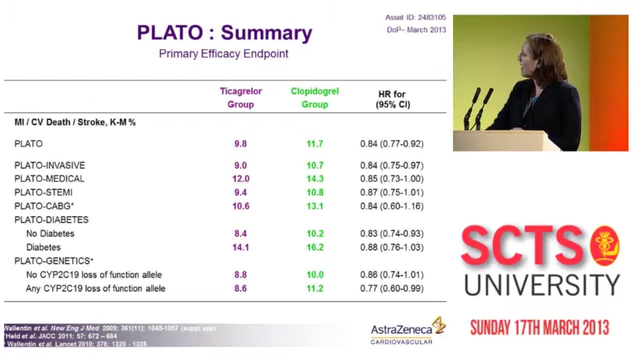 PLATO : Summary
Primary Efficacy Endpoint
Asset ID: 2483105
DoP– March 2013
Ticagrelor Group Clopidogrel Group HR for (95% CI)
MI / CV Death / Stroke, K-M %
PLATO 9.8 11.7 0.84 (0.77-0.92)
PLATO-INVASIVE 9.0 10.7 0.84 (0.75-0.97)
PLATO-MEDICAL 12.0 14.3 0.85 (0.73-1.00)
PLATO-STEMI 9.4 10.8 0.87 (0.75-1.01)
PLATO-CABG* 10.6 13.1 0.84 (0.60-1.16)
PLATO-DIABETES
No Diabetes 8.4 10.2 0.83 (0.74-0.93)
Diabetes 14.1 16.2 0.88 (0.76-1.03)
PLATO-GENETICS*
No CYP2C19 loss of function allele 8.8 10.0 0.86 (0.74-1.01)
Any CYP2C19 loss of function allele 8.6 11.2 0.77 (0.60-0.99)
Wallentin et al. New Eng J Med 2009; 361(11): 1045-1057 (suppl app)
Held et al. JACC 2011; 57: 672 – 684
Wallentin et al. Lancet 2010; 376: 1320 - 1328
AstraZeneca
CARDIOVASCULAR
SCTS
UNIVERSITY
SUNDAY 17TH MARCH 2013